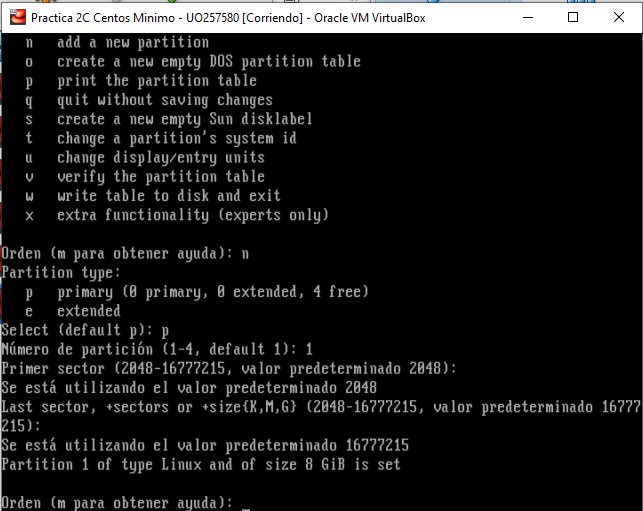 Practica 2C Centos Minimo - UO257580 [Corriendo] - Oracle VM VirtualBox
n   add a new partition
o   create a new empty DOS partition table
p   print the partition table
q   quit without saving changes
s   create a new empty Sun disklabel
t   change a partition's system id
u   change display/entry units
v   verify the partition table
w   write table to disk and exit
x   extra functionality (experts only)
Orden (m para obtener ayuda): n
Partition type:
p   primary (0 primary, 0 extended, 4 free)
e   extended
Select (default p): p
Número de partición (1-4, default 1): 1
Primer sector (2048-16777215, valor predeterminado 2048):
Se está utilizando el valor predeterminado 2048
Last sector, +sectors or +size{K,M,G} (2048-16777215, valor predeterminado 16777
215):
Se está utilizando el valor predeterminado 16777215
Partition 1 of type Linux and of size 8 GiB is set
Orden (m para obtener ayuda): _